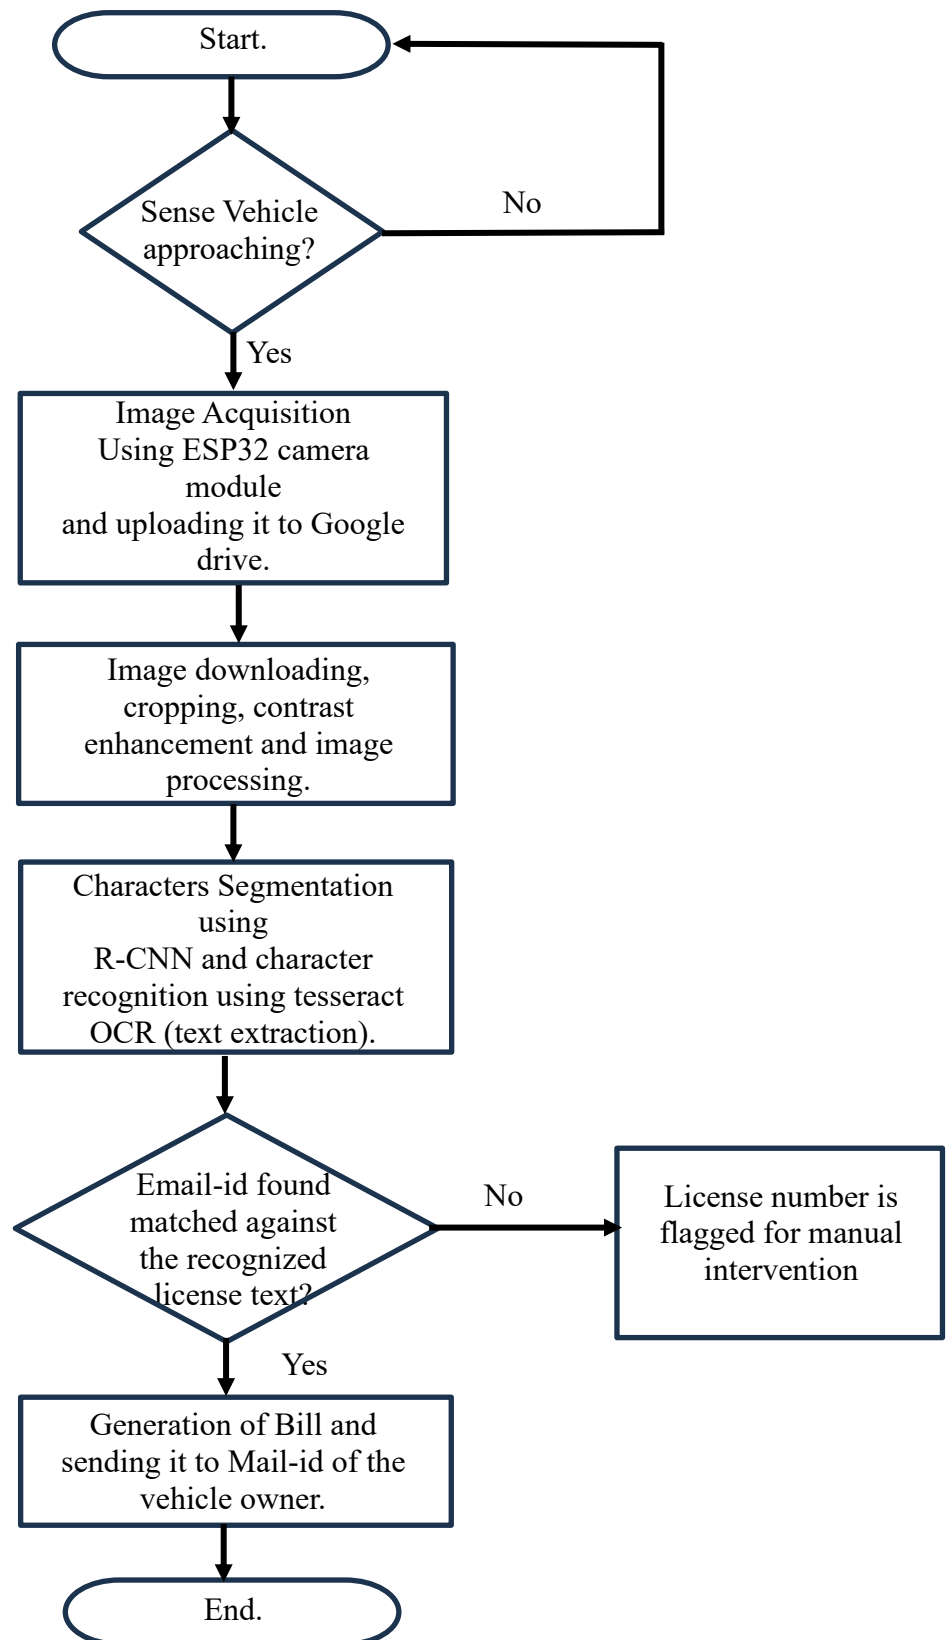 Start.
Sense Vehicle
approaching?
No
Yes
Image Acquisition
Using ESP32 camera
module
and uploading it to Google
drive.
Image downloading,
cropping, contrast
enhancement and image
processing.
Characters Segmentation
using
R-CNN and character
recognition using tesseract
OCR (text extraction).
Email-id found
matched against
the recognized
license text?
No
License number is
flagged for manual
intervention
Yes
Generation of Bill and
sending it to Mail-id of the
vehicle owner.
End.